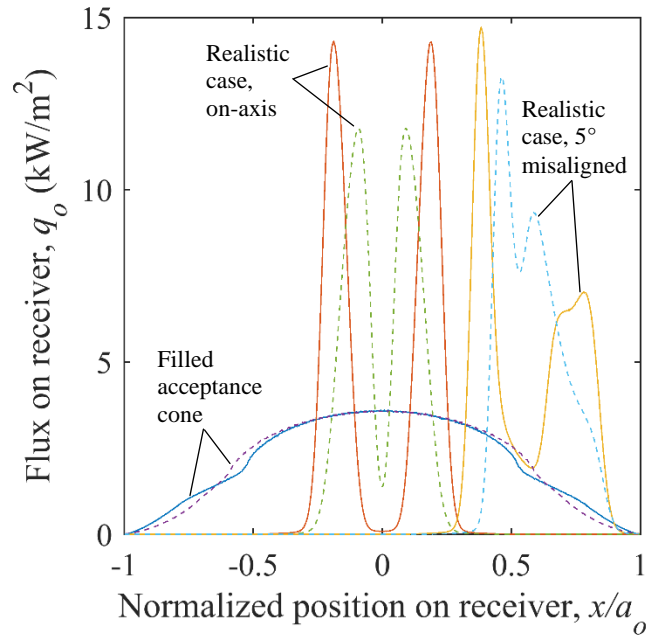 15
10
5
0
Flux on receiver, q_o (kW/m²)
Realistic
case,
on-axis
Realistic
case, 5°
misaligned
Filled
acceptance
cone
-1
-0.5
0
0.5
1
Normalized position on receiver, x/a_o